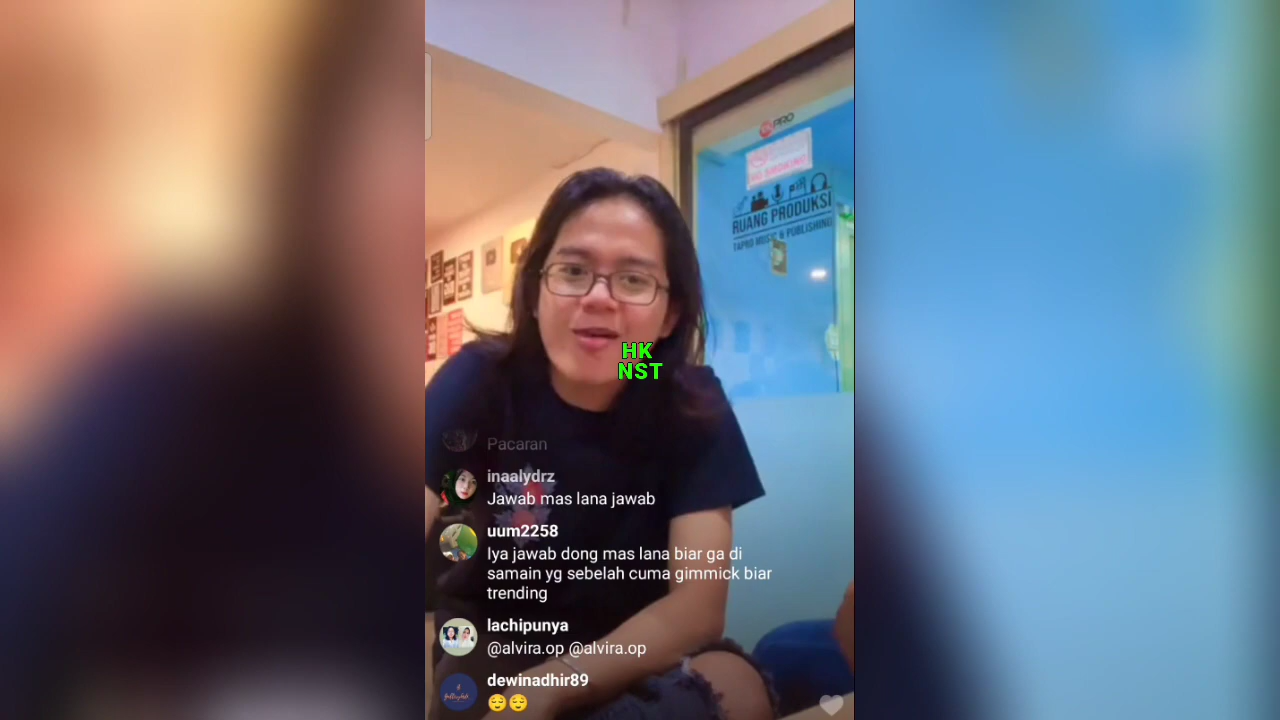 PRO
NO SMOKING
RUANG PRODUKSI
TAPRO MUSIC & PUBLISHING
HK
NST
Pacaran
inaalydrz
Jawab mas lana jawab
uum2258
Iya jawab dong mas lana biar ga di
samain yg sebelah cuma gimmick biar
trending
lachipunya
@alvira.op @alvira.op
dewinadhir89
😌😌